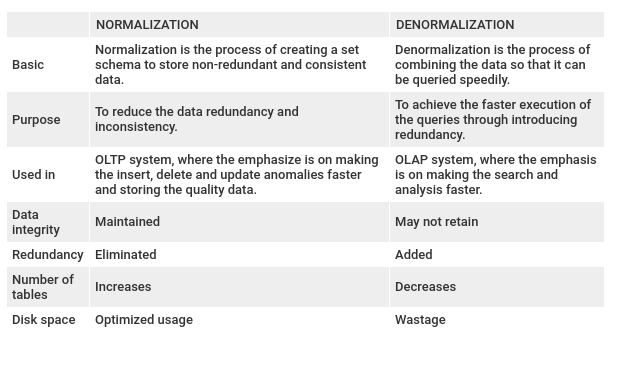 NORMALIZATION DENORMALIZATION
Basic
Normalization is the process of creating a set
schema to store non-redundant and consistent
data.
Denormalization is the process of
combining the data so that it can
be queried speedily.
Purpose
To reduce the data redundancy and
inconsistency.
To achieve the faster execution of
the queries through introducing
redundancy.
Used in
OLTP system, where the emphasize is on making
the insert, delete and update anomalies faster
and storing the quality data.
OLAP system, where the emphasis
is on making the search and
analysis faster.
Data
integrity
Maintained
May not retain
Redundancy Eliminated Added
Number of
tables
Increases
Decreases
Disk space Optimized usage Wastage